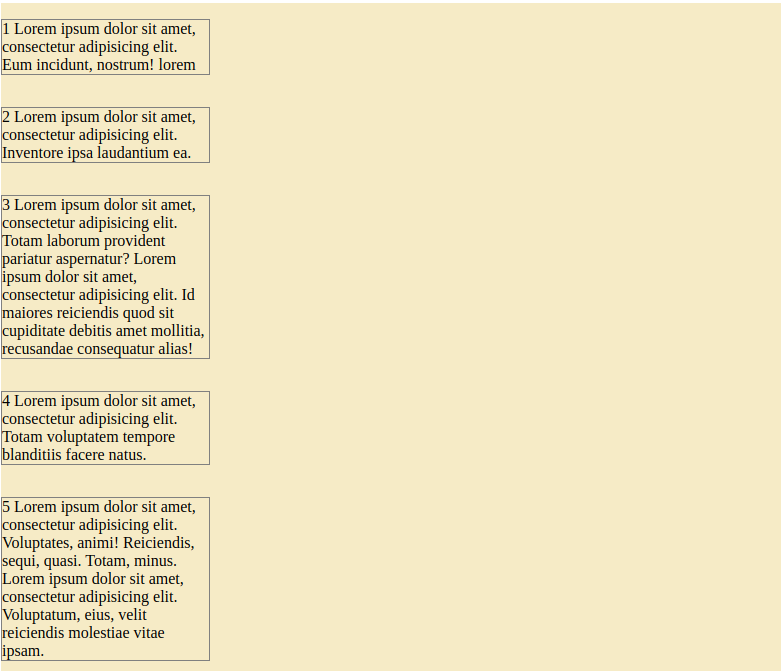 1 Lorem ipsum dolor sit amet,
consectetur adipisicing elit.
Eum incidunt, nostrum! lorem
2 Lorem ipsum dolor sit amet,
consectetur adipisicing elit.
Inventore ipsa laudantium ea.
3 Lorem ipsum dolor sit amet,
consectetur adipisicing elit.
Totam laborum provident
pariatur aspernatur? Lorem
ipsum dolor sit amet,
consectetur adipisicing elit. Id
maiores reiciendis quod sit
cupiditate debitis amet mollitia,
recusandae consequatur alias!
4 Lorem ipsum dolor sit amet,
consectetur adipisicing elit.
Totam voluptatem tempore
blanditiis facere natus.
5 Lorem ipsum dolor sit amet,
consectetur adipisicing elit.
Voluptates, animi! Reiciendis,
sequi, quasi. Totam, minus.
Lorem ipsum dolor sit amet,
consectetur adipisicing elit.
Voluptatum, eius, velit
reiciendis molestiae vitae
ipsam.